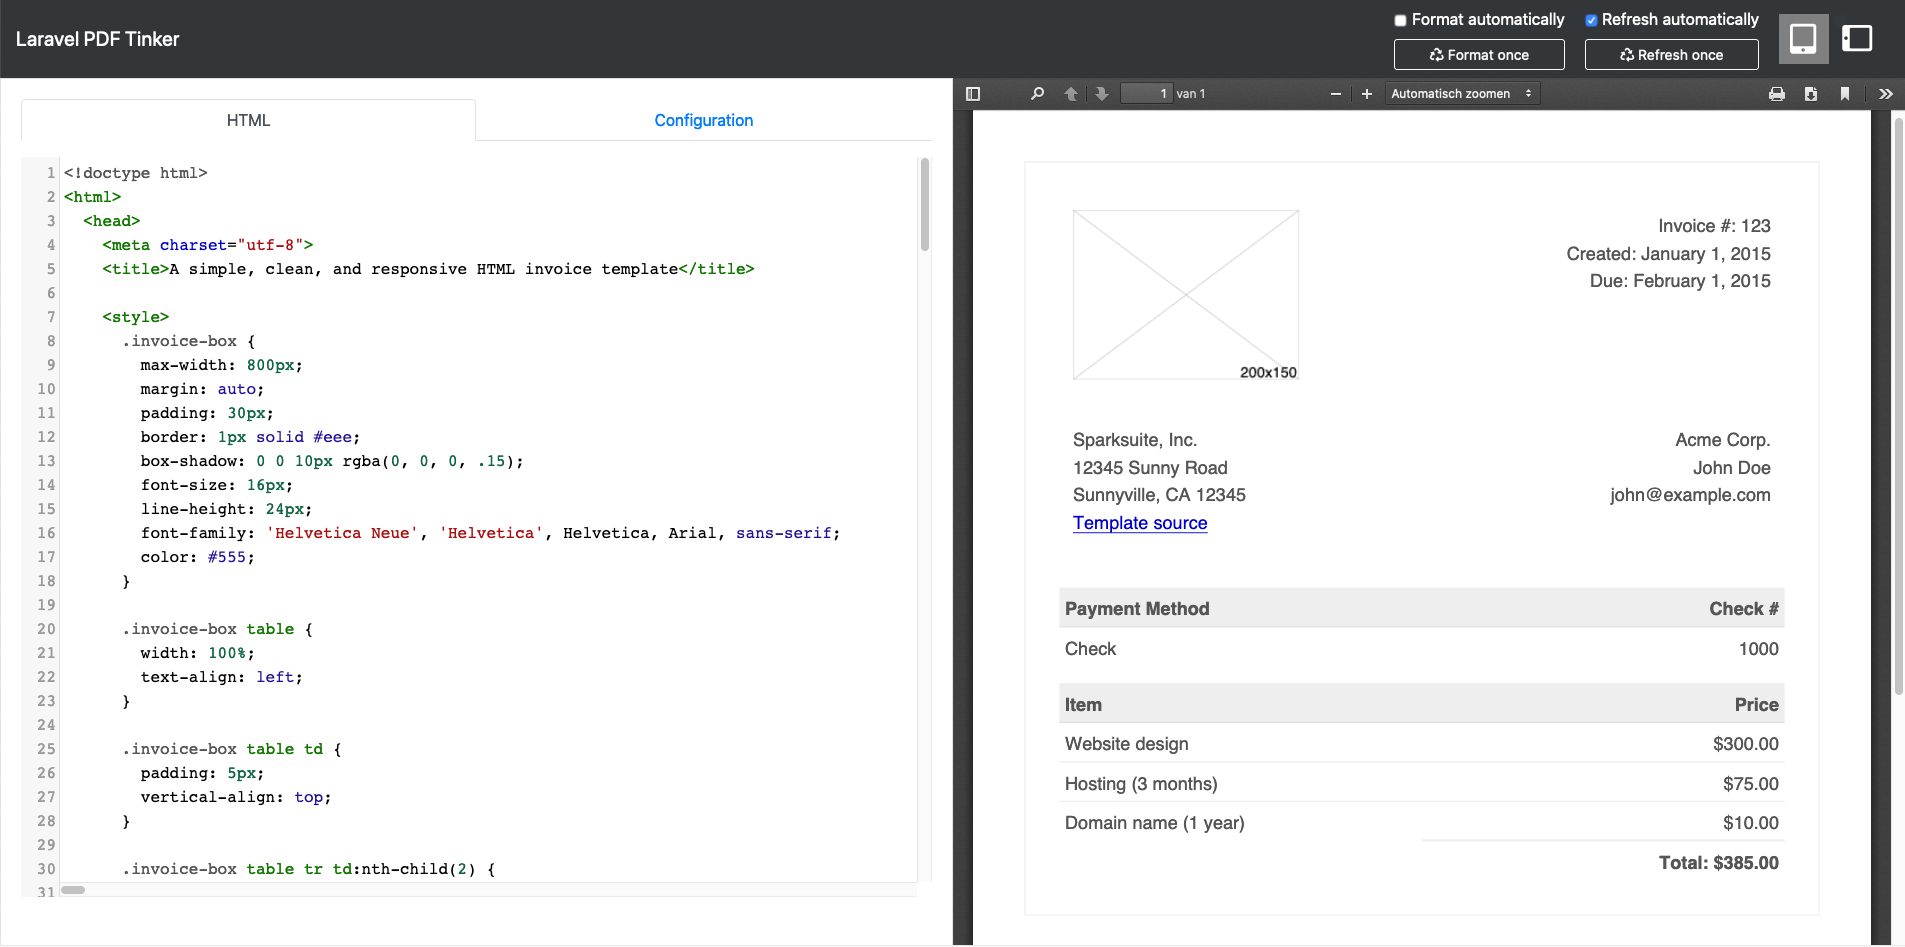 Laravel PDF Tinker
Format automatically
Refresh automatically
Format once
Refresh once
HTML
Configuration
1 <!doctype html>
2 <html>
3 <head>
4 <meta charset="utf-8">
5 <title>A simple, clean, and responsive HTML invoice template</title>
6
7 <style>
8 .invoice-box {
9 max-width: 800px;
10 margin: auto;
11 padding: 30px;
12 border: 1px solid #eee;
13 box-shadow: 0 0 10px rgba(0, 0, 0, .15);
14 font-size: 16px;
15 line-height: 24px;
16 font-family: 'Helvetica Neue', 'Helvetica', Helvetica, Arial, sans-serif;
17 color: #555;
18 }
19
20 .invoice-box table {
21 width: 100%;
22 text-align: left;
23 }
24
25 .invoice-box table td {
26 padding: 5px;
27 vertical-align: top;
28 }
29
30 .invoice-box table tr td:nth-child(2) {
31
1 van 1
Automatisch zoomen
200x150
Invoice #: 123
Created: January 1, 2015
Due: February 1, 2015
Sparksuite, Inc.
12345 Sunny Road
Sunnyville, CA 12345
Template source
Acme Corp.
John Doe
john@example.com
Payment Method Check #
Check 1000
Item Price
Website design $300.00
Hosting (3 months) $75.00
Domain name (1 year) $10.00
Total: $385.00